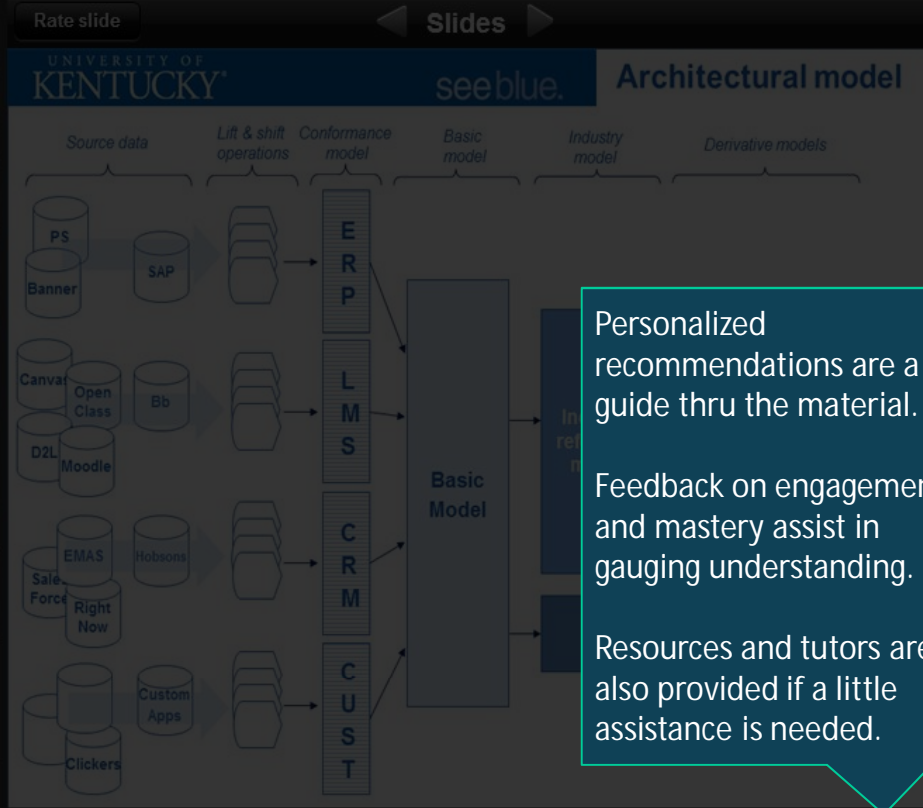 Rate slide
Slides
UNIVERSITY OF
KENTUCKY®
seeblue.
Architectural model
Source data
Lift & shift
operations
Conformance
model
Basic
model
Industry
model
Derivative models
PS
Banner
SAP
E
R
P
Canvas
Open
Class
Bb
D2L
Moodle
L
M
S
Basic
Model
EMAS
Hobsons
Sales
Force
Right
Now
C
R
M
Custom
Apps
Clickers
C
U
S
T
Personalized
recommendations are a
guide thru the material.
Feedback on engagemen
and mastery assist in
gauging understanding.
Resources and tutors are
also provided if a little
assistance is needed.